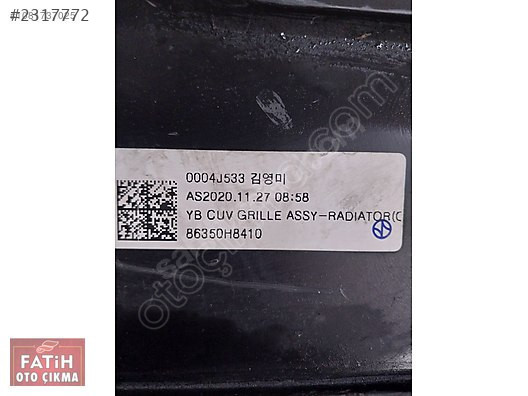 #2317772
0004J533 김영미
AS2020.11.27 08:58
YB CUV GRILLE ASSY-RADIATOR(C
86350H8410
FATİH
OTO ÇIKMA